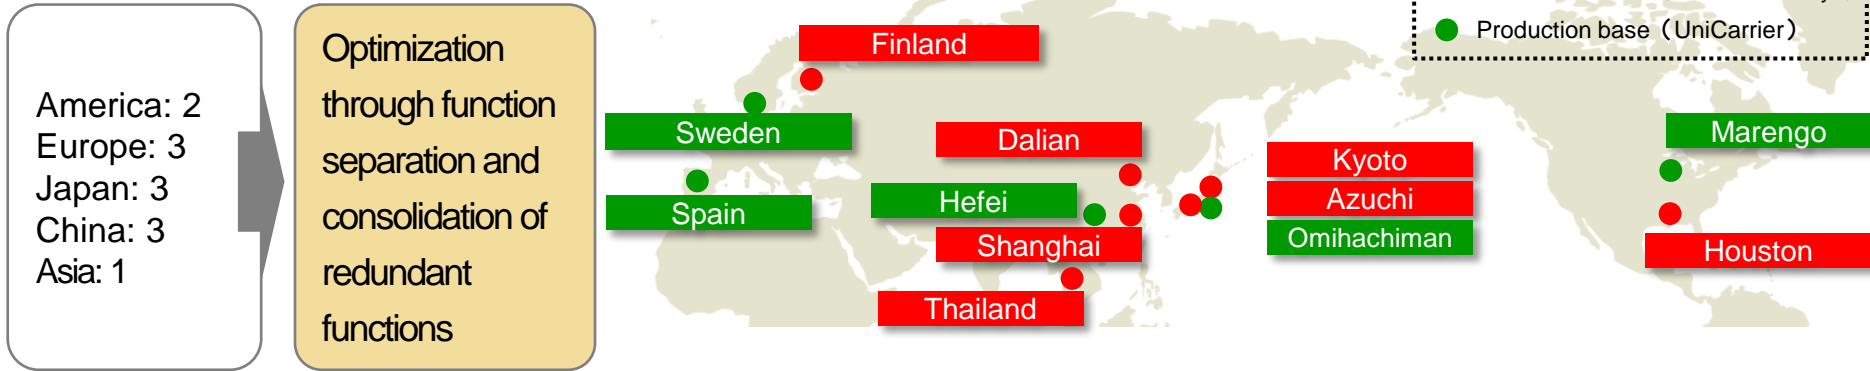 America: 2
Europe: 3
Japan: 3
China: 3
Asia: 1
Optimization
through function
separation and
consolidation of
redundant
functions
Finland
Sweden
Spain
Dalian
Hefei
Shanghai
Thailand
Kyoto
Azuchi
Omihachiman
Production base（UniCarrier）
Marengo
Houston